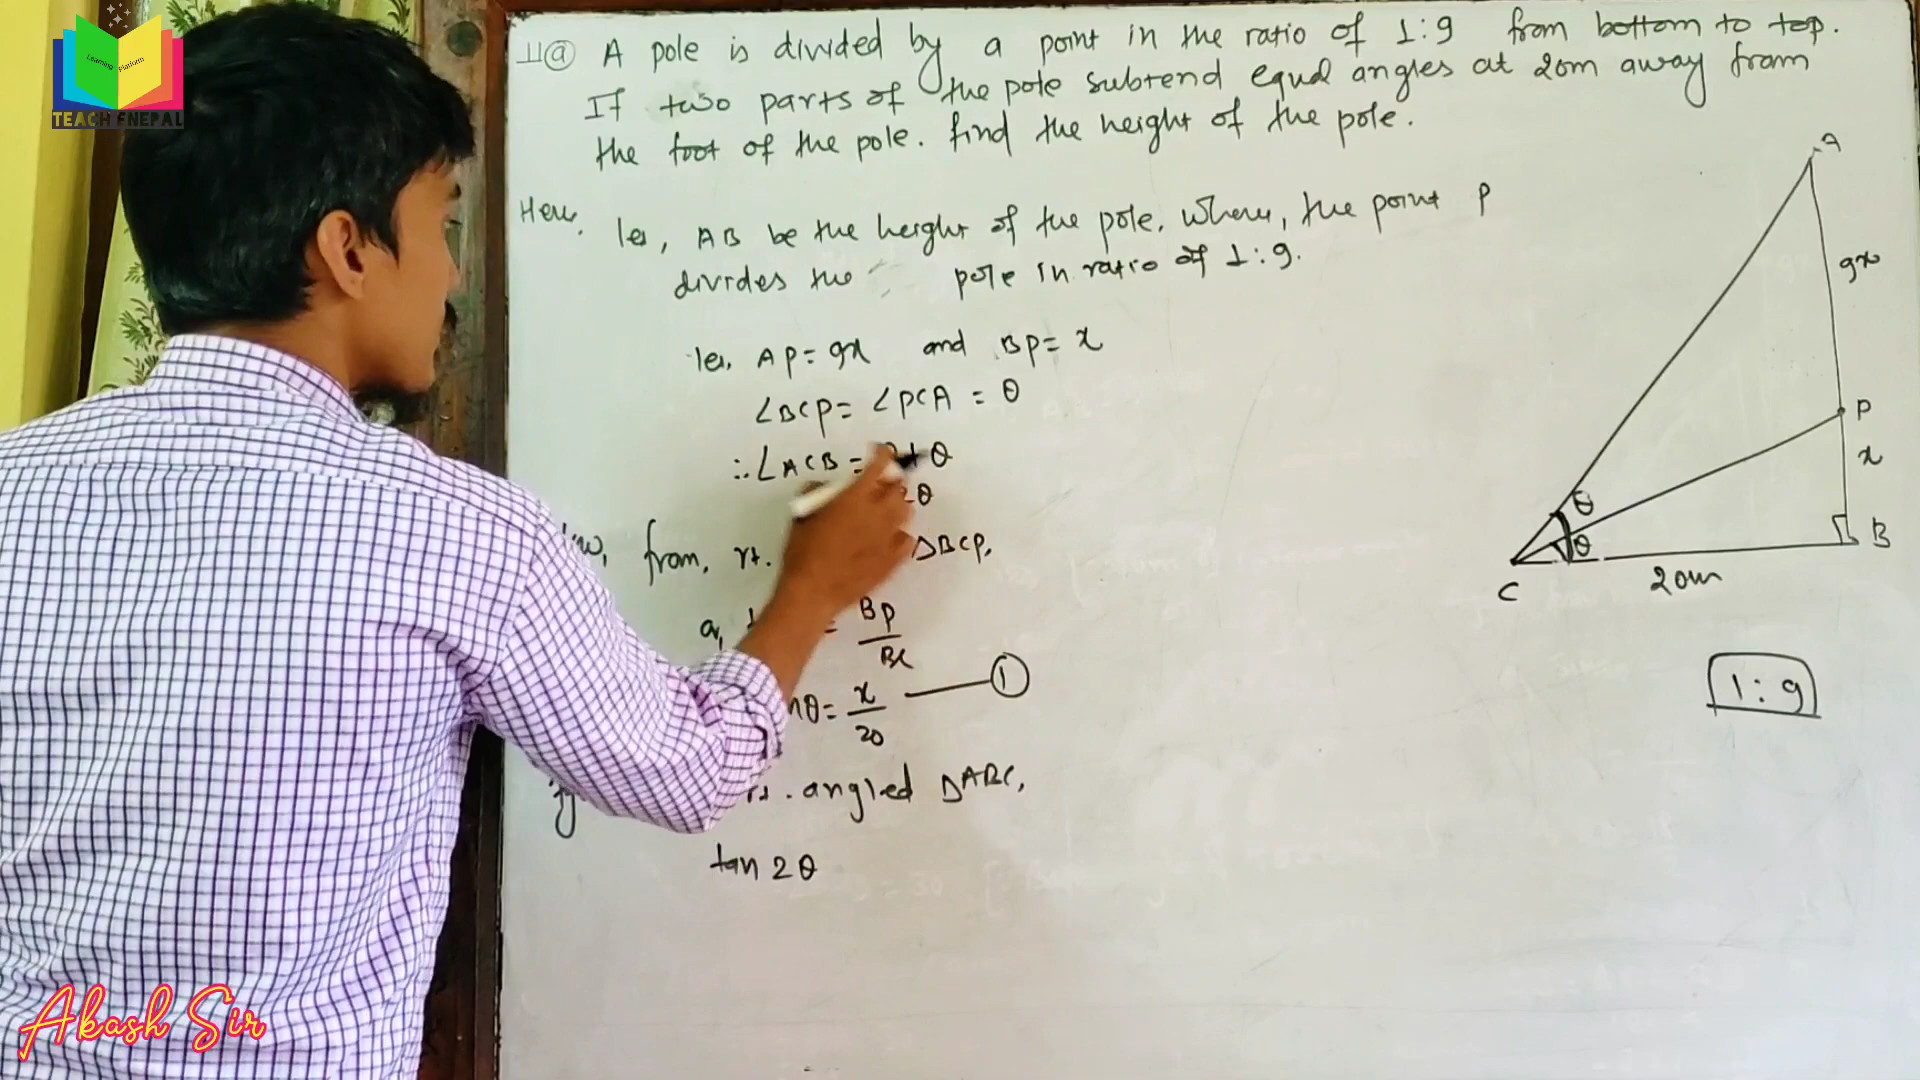 Learning Platform
TEACH ENEPAL
11 a A pole is divided by a point in the ratio of 1:9 from bottom to top.
If two parts of the pole subtend equal angles at 20m away from
the foot of the pole. find the height of the pole.
Here,
let, AB be the height of the pole, where, the point P
divides the pole in ratio of 1:9.
let, AP = 9x and BP = x
∠BCP = ∠PCA = θ
∴ ∠ACB = θ + θ
2θ
from, rt. ΔBCP,
= BP/BC
θ = x/20 —— 1
rt. angled ΔABC,
tan 2θ
A
9x
P
x
B
θ
θ
C
20m
1:9
Akash Sir